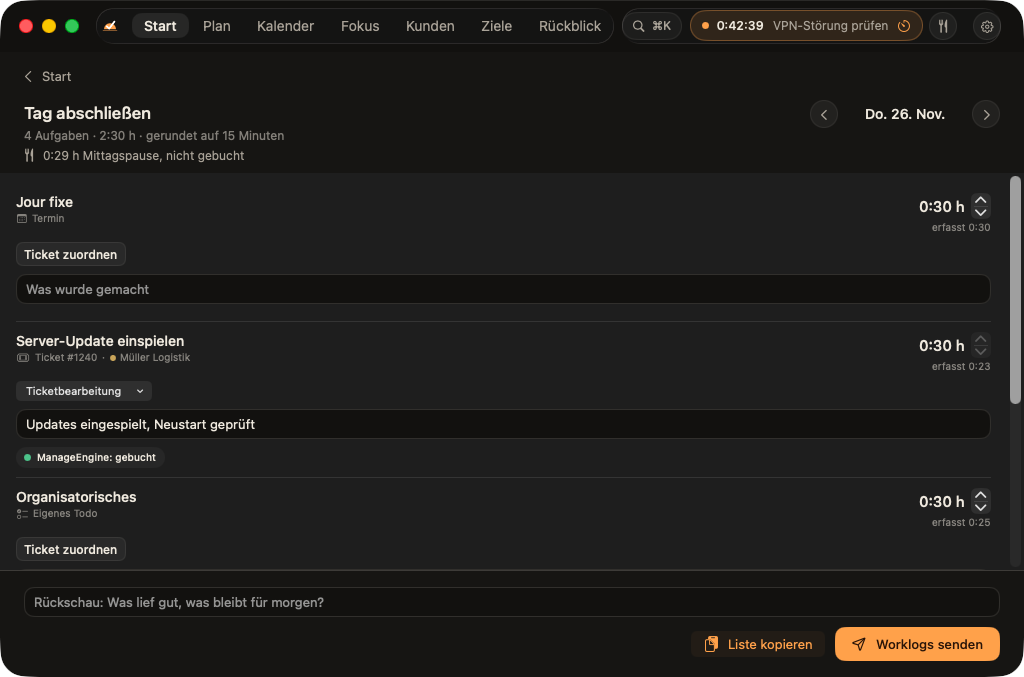 Start
Plan
Kalender
Fokus
Kunden
Ziele
Rückblick
⌘K
0:42:39 VPN-Störung prüfen
Start
Tag abschließen
4 Aufgaben · 2:30 h · gerundet auf 15 Minuten
0:29 h Mittagspause, nicht gebucht
Do. 26. Nov.
Jour fixe
Termin
0:30 h
erfasst 0:30
Ticket zuordnen
Was wurde gemacht
Server-Update einspielen
Ticket #1240 · Müller Logistik
0:30 h
erfasst 0:23
Ticketbearbeitung
Updates eingespielt, Neustart geprüft
ManageEngine: gebucht
Organisatorisches
Eigenes Todo
0:30 h
erfasst 0:25
Ticket zuordnen
Rückschau: Was lief gut, was bleibt für morgen?
Liste kopieren
Worklogs senden